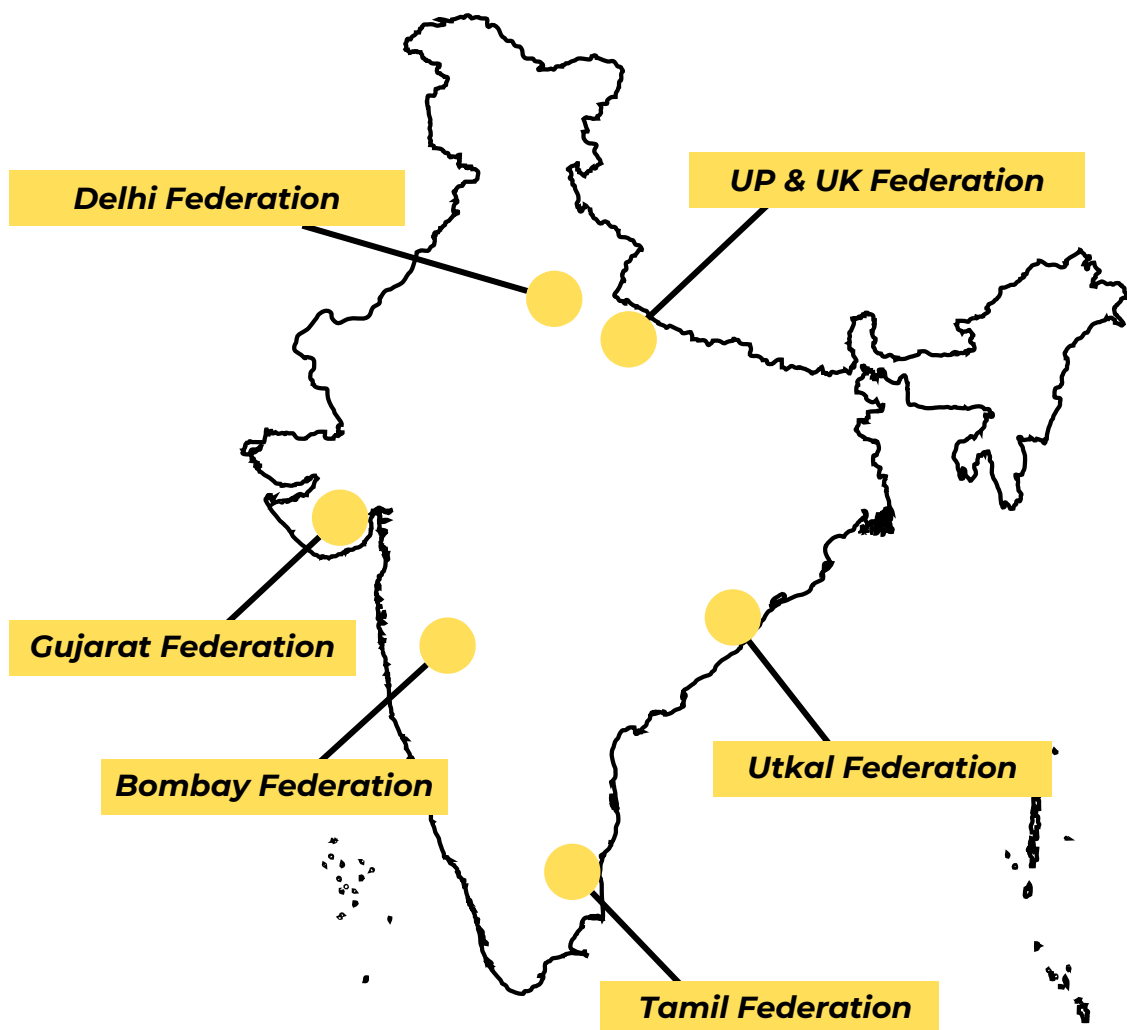 UP & UK Federation
Delhi Federation
Gujarat Federation
Utkal Federation
Bombay Federation
Tamil Federation